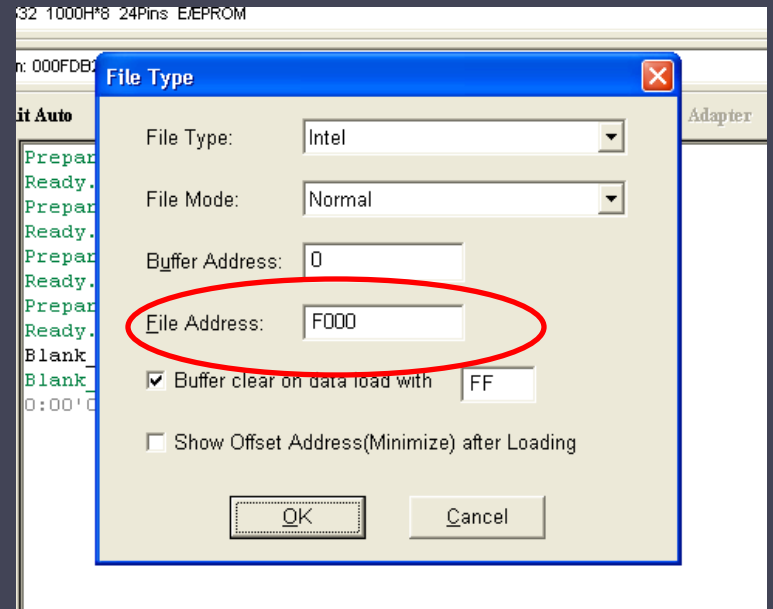 32 1000H*8 24Pins E/EPROM
n: 000FDB2
File Type
it Auto
Adapter
File Type: Intel
File Mode: Normal
Buffer Address: 0
File Address: F000
Buffer clear on data load with FF
Show Offset Address(Minimize) after Loading
OK Cancel
Prepar
Ready.
Prepar
Ready.
Prepar
Ready.
Prepar
Ready.
Blank_
Blank_
0:00'0